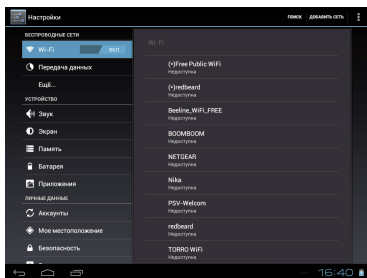 Настройки
ПОИСК ДОБАВИТЬ СЕТЬ
БЕСПРОВОДНЫЕ СЕТИ
Wi-Fi ВКЛ
Передача данных
Ещё...
УСТРОЙСТВО
Звук
Экран
Память
Батарея
Приложения
ЛИЧНЫЕ ДАННЫЕ
Аккаунты
Мое местоположение
Безопасность
Wi-Fi
(•)Free Public WiFi
Недоступна
(•)redbeard
Недоступна
Beeline_WiFi_FREE
Недоступна
BOOMBOOM
Недоступна
NETGEAR
Недоступна
Nika
Недоступна
PSV-Welcom
Недоступна
redbeard
Недоступна
TORRO WiFi
Недоступна
16:40